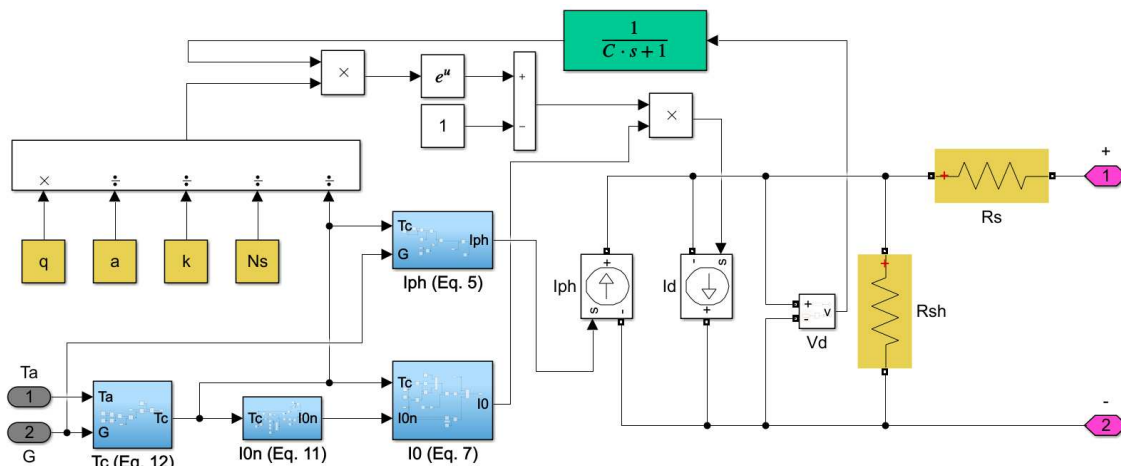 1
C · s+1
×
e^u
+
1
−
×
× ÷ ÷ ÷ ÷
q a k Ns
Tc
G
Iph
Iph (Eq. 5)
Iph
+
s
-
Id
-
s
+
+
-
v
Vd
+
Rs
+
1
+
Rsh
-
2
Ta
1
2
G
Ta
G
Tc
Tc (Eq. 12)
Tc I0n
I0n (Eq. 11)
Tc
I0n
I0
I0 (Eq. 7)